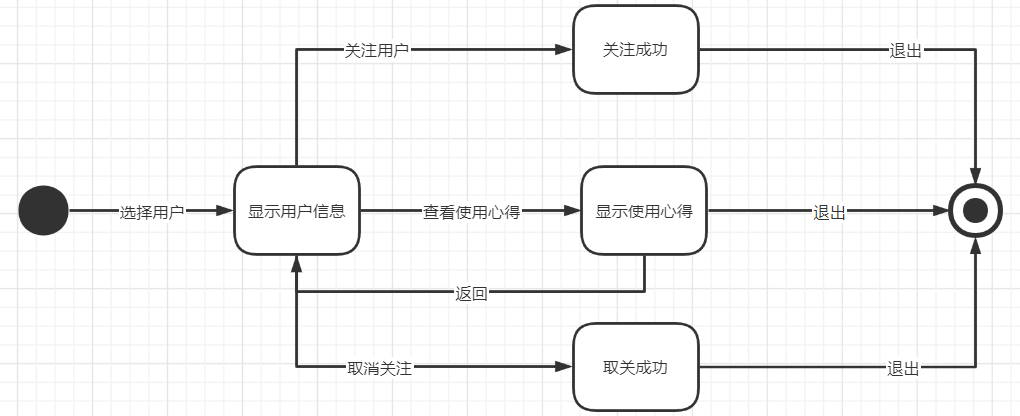 关注用户
关注成功
退出
选择用户
显示用户信息
查看使用心得
显示使用心得
退出
返回
取消关注
取关成功
退出